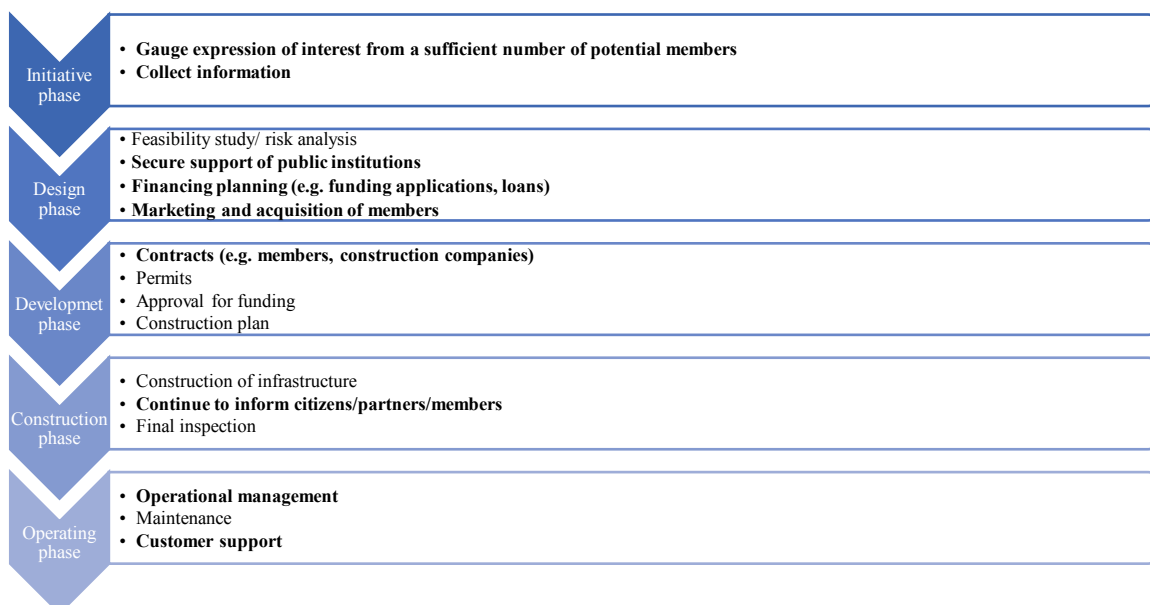 Initiative
phase
• Gauge expression of interest from a sufficient number of potential members
• Collect information
Design
phase
• Feasibility study/ risk analysis
• Secure support of public institutions
• Financing planning (e.g. funding applications, loans)
• Marketing and acquisition of members
Developmet
phase
• Contracts (e.g. members, construction companies)
• Permits
• Approval for funding
• Construction plan
Construction
phase
• Construction of infrastructure
• Continue to inform citizens/partners/members
• Final inspection
Operating
phase
• Operational management
• Maintenance
• Customer support